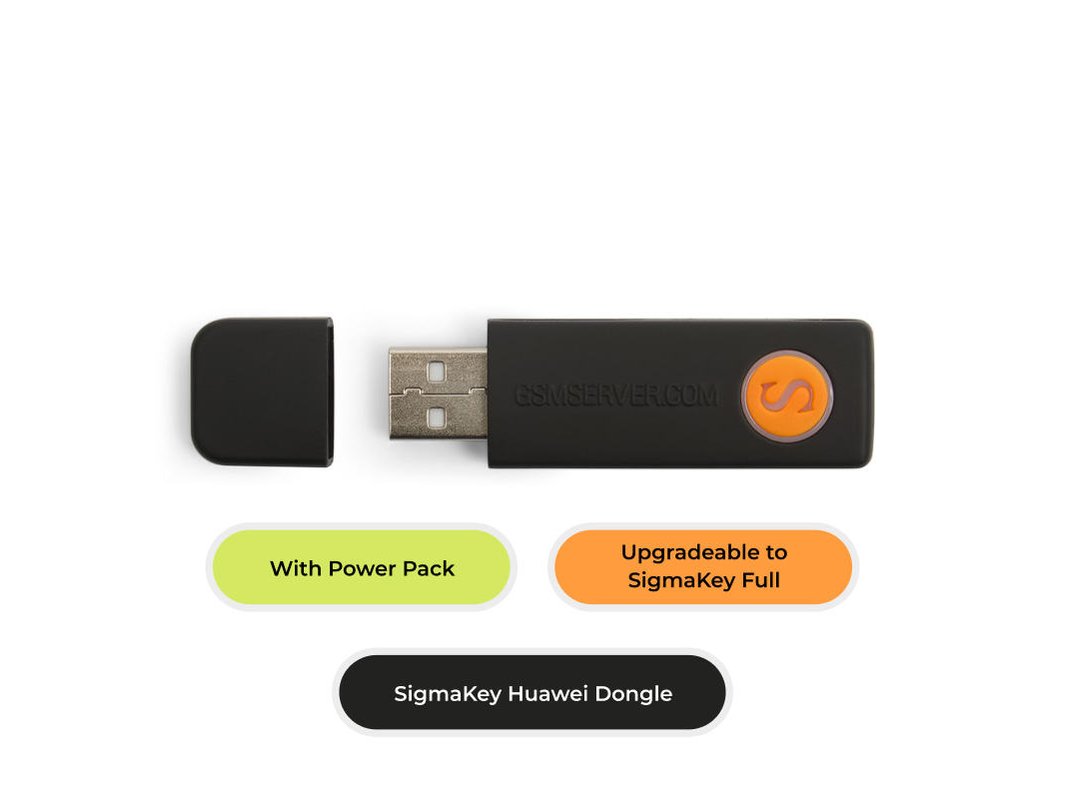 GSMSERVER.COM
S
With Power Pack
Upgradeable to
SigmaKey Full
SigmaKey Huawei Dongle